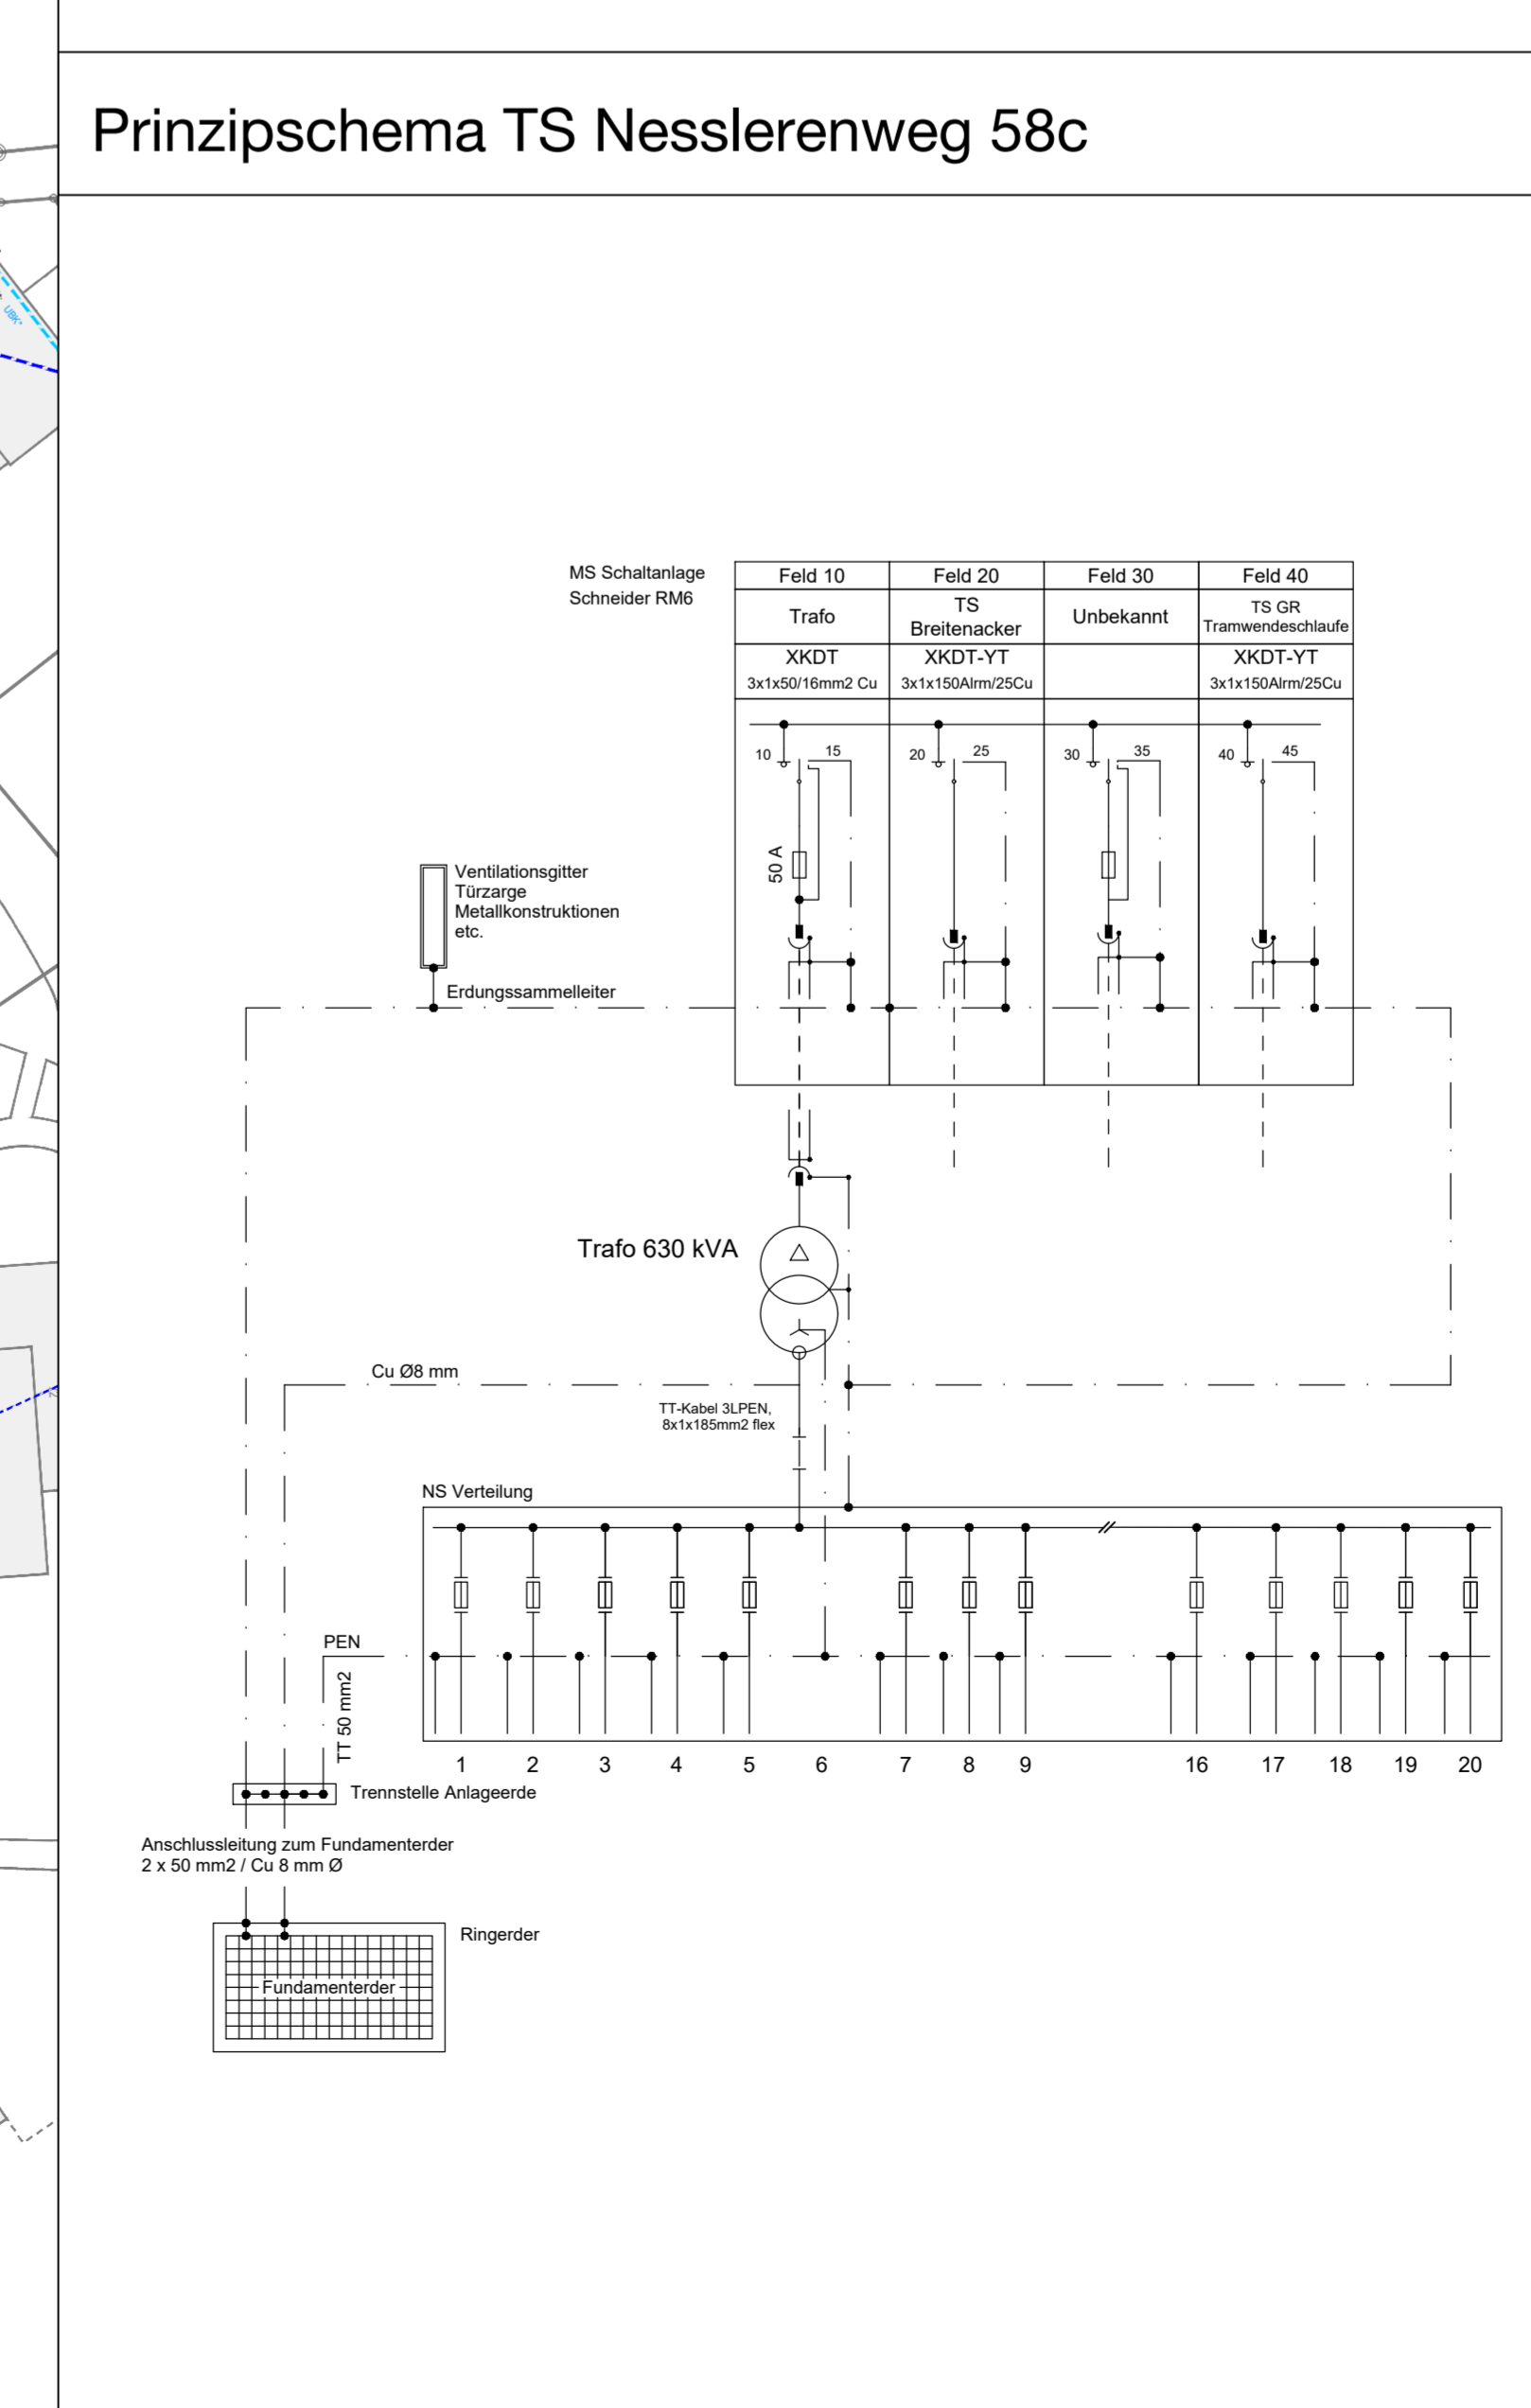 Prinzipschema TS Nesslerenweg 58c
UBK*
MS Schaltanlage
Schneider RM6
Feld 10
Feld 20
Feld 30
Feld 40
Trafo
TS
Breitenacker
Unbekannt
TS GR
Tramwendeschlaufe
XKDT
3x1x50/16mm2 Cu
XKDT-YT
3x1x150Alrm/25Cu
XKDT-YT
3x1x150Alrm/25Cu
10
15
20
25
30
35
40
45
50 A
Ventilationsgitter
Türzarge
Metallkonstruktionen
etc.
Erdungssammelleiter
Trafo 630 kVA
Cu Ø8 mm
TT-Kabel 3LPEN,
8x1x185mm2 flex
NS Verteilung
PEN
TT 50 mm2
1
2
3
4
5
6
7
8
9
16
17
18
19
20
Trennstelle Anlageerde
Anschlussleitung zum Fundamenterder
2 x 50 mm2 / Cu 8 mm Ø
Ringerder
Fundamenterder